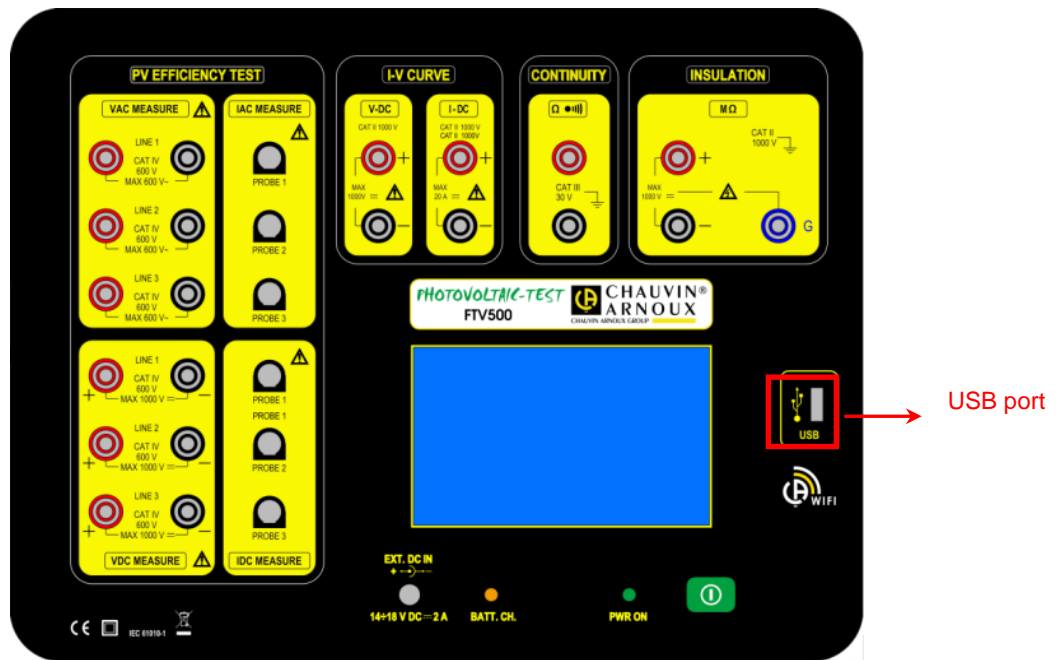 PV EFFICIENCY TEST
VAC MEASURE
IAC MEASURE
LINE 1
CAT IV
600 V
MAX 600 V~
PROBE 1
LINE 2
CAT IV
600 V
MAX 600 V~
PROBE 2
LINE 3
CAT IV
600 V
MAX 600 V~
PROBE 3
LINE 1
CAT IV
600 V
+ MAX 1000 V ⎓ −
PROBE 1
PROBE 1
LINE 2
CAT IV
600 V
+ MAX 1000 V ⎓ −
PROBE 2
LINE 3
CAT IV
600 V
+ MAX 1000 V ⎓ −
PROBE 3
VDC MEASURE
IDC MEASURE
I-V CURVE
V-DC
CAT II 1000 V
+
MAX
1000V ⎓
−
I-DC
CAT II 1000 V
CAT II 1000V
+
MAX
20 A ⎓
−
CONTINUITY
Ω
CAT III
30 V
INSULATION
MΩ
CAT II
1000 V
+
MAX
1000 V ⎓
−
G
PHOTOVOLTAIC-TEST
FTV500
CHAUVIN®
ARNOUX
CHAUVIN ARNOUX GROUP
USB
USB port
WIFI
EXT. DC IN
+ −
14÷18 V DC ⎓ 2 A
BATT. CH.
PWR ON
CE
IEC 61010-1